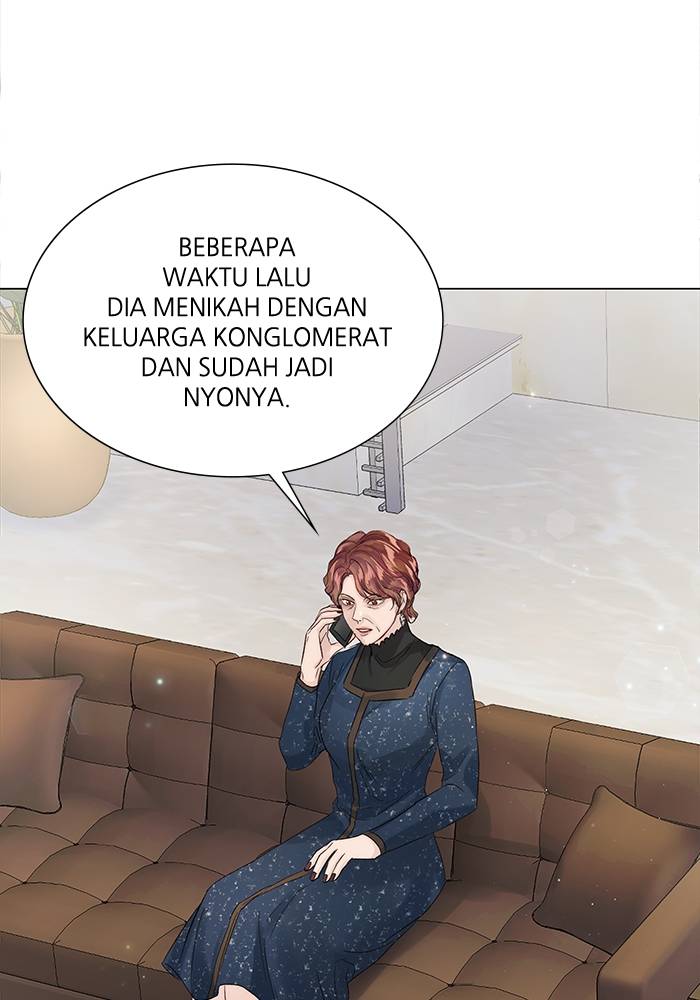 BEBERAPA
WAKTU LALU
DIA MENIKAH DENGAN
KELUARGA KONGLOMERAT
DAN SUDAH JADI
NYONYA.